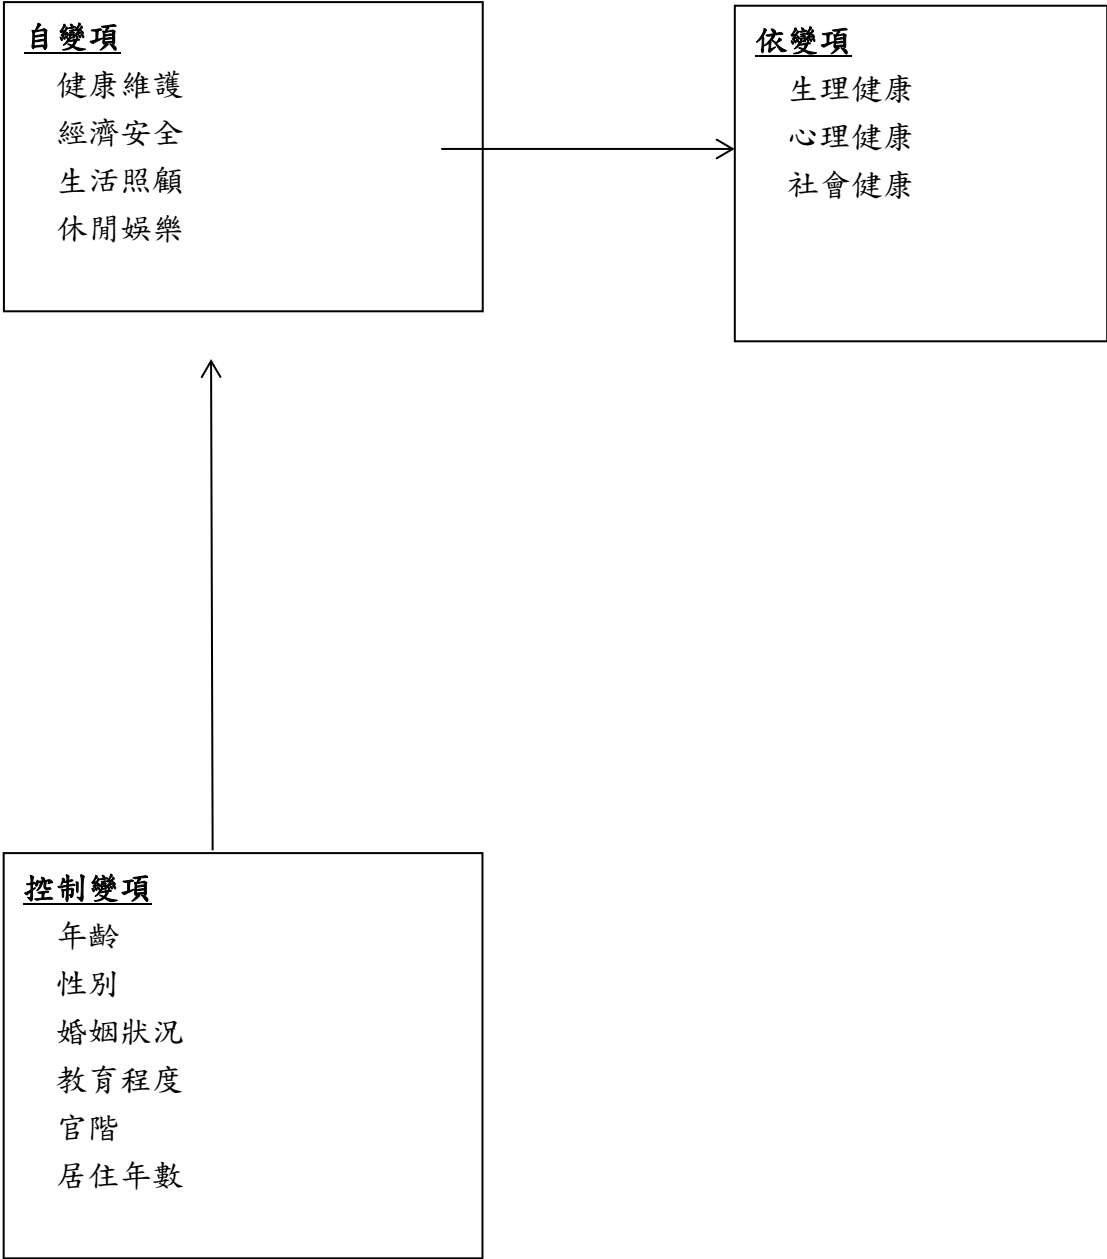 自變項
健康維護
經濟安全
生活照顧
休閒娛樂
依變項
生理健康
心理健康
社會健康
控制變項
年齡
性別
婚姻狀況
教育程度
官階
居住年數